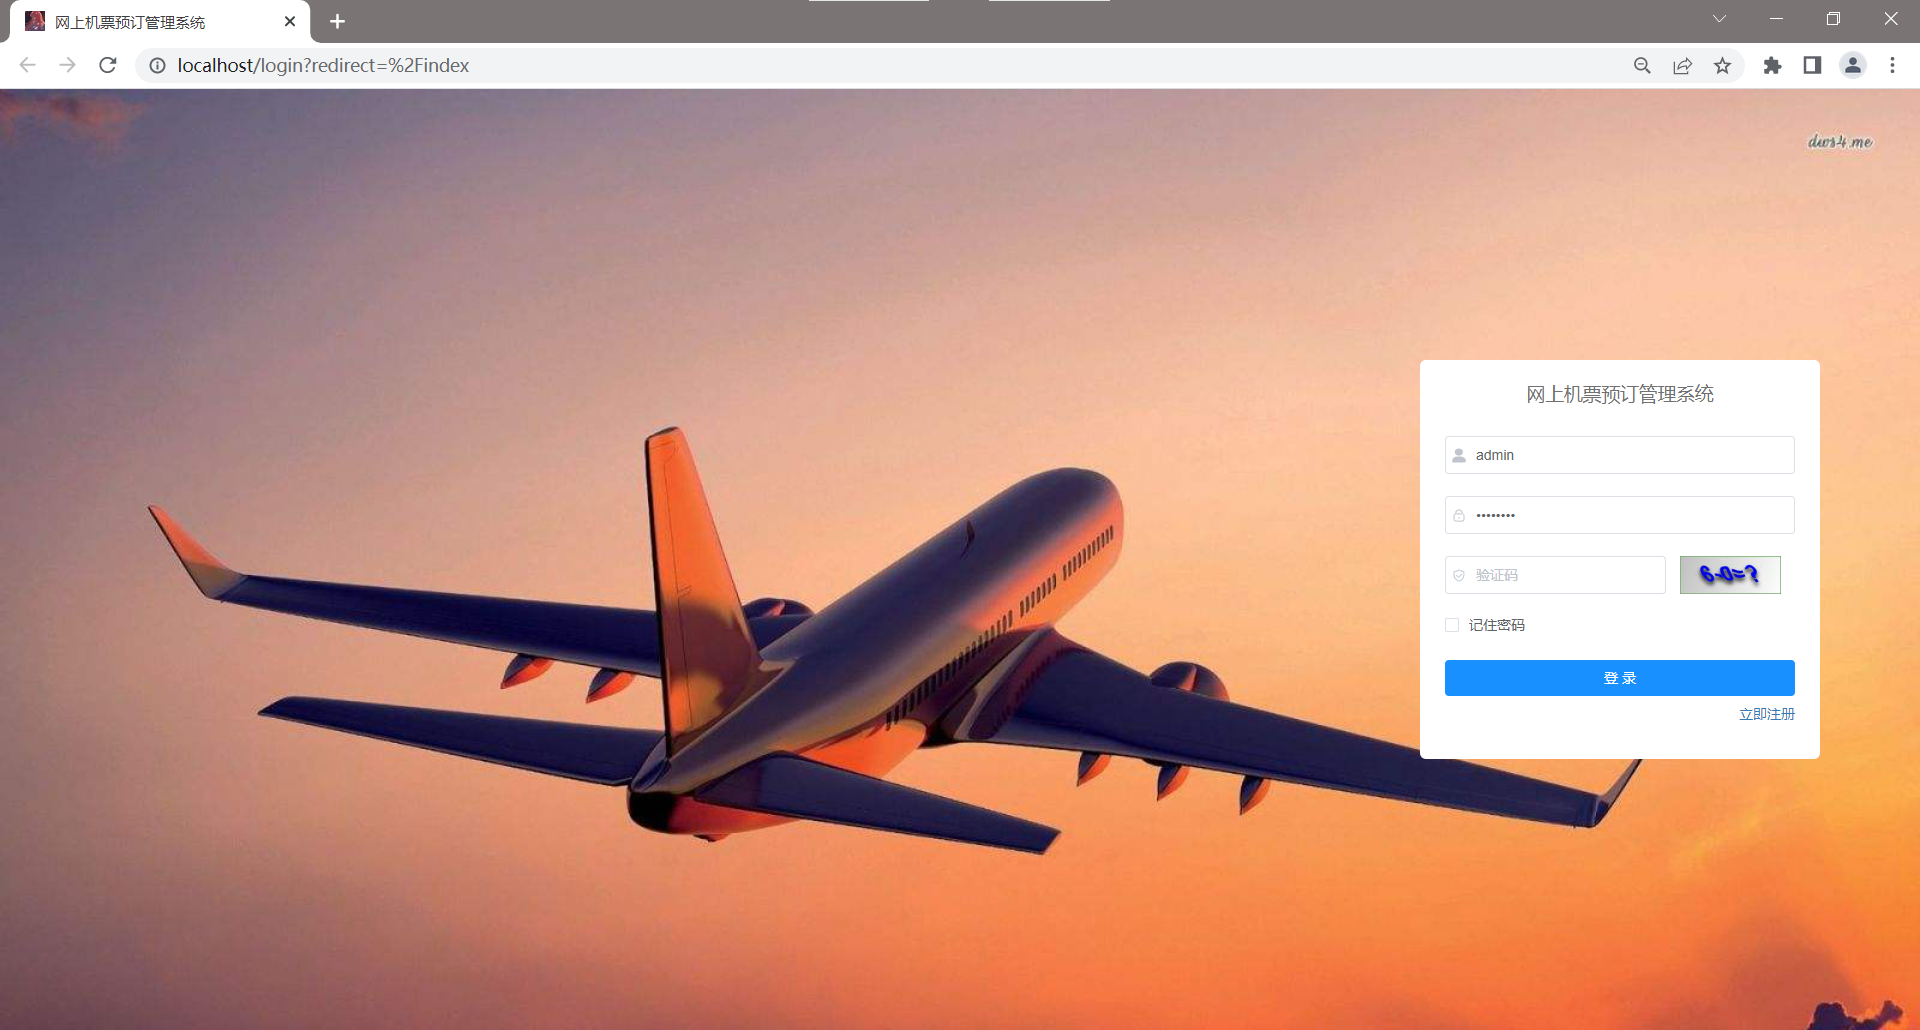 网上机票预订管理系统
localhost/login?redirect=%2Findex
dws4.me
网上机票预订管理系统
admin
••••••••
验证码
6-0=?
记住密码
登 录
立即注册